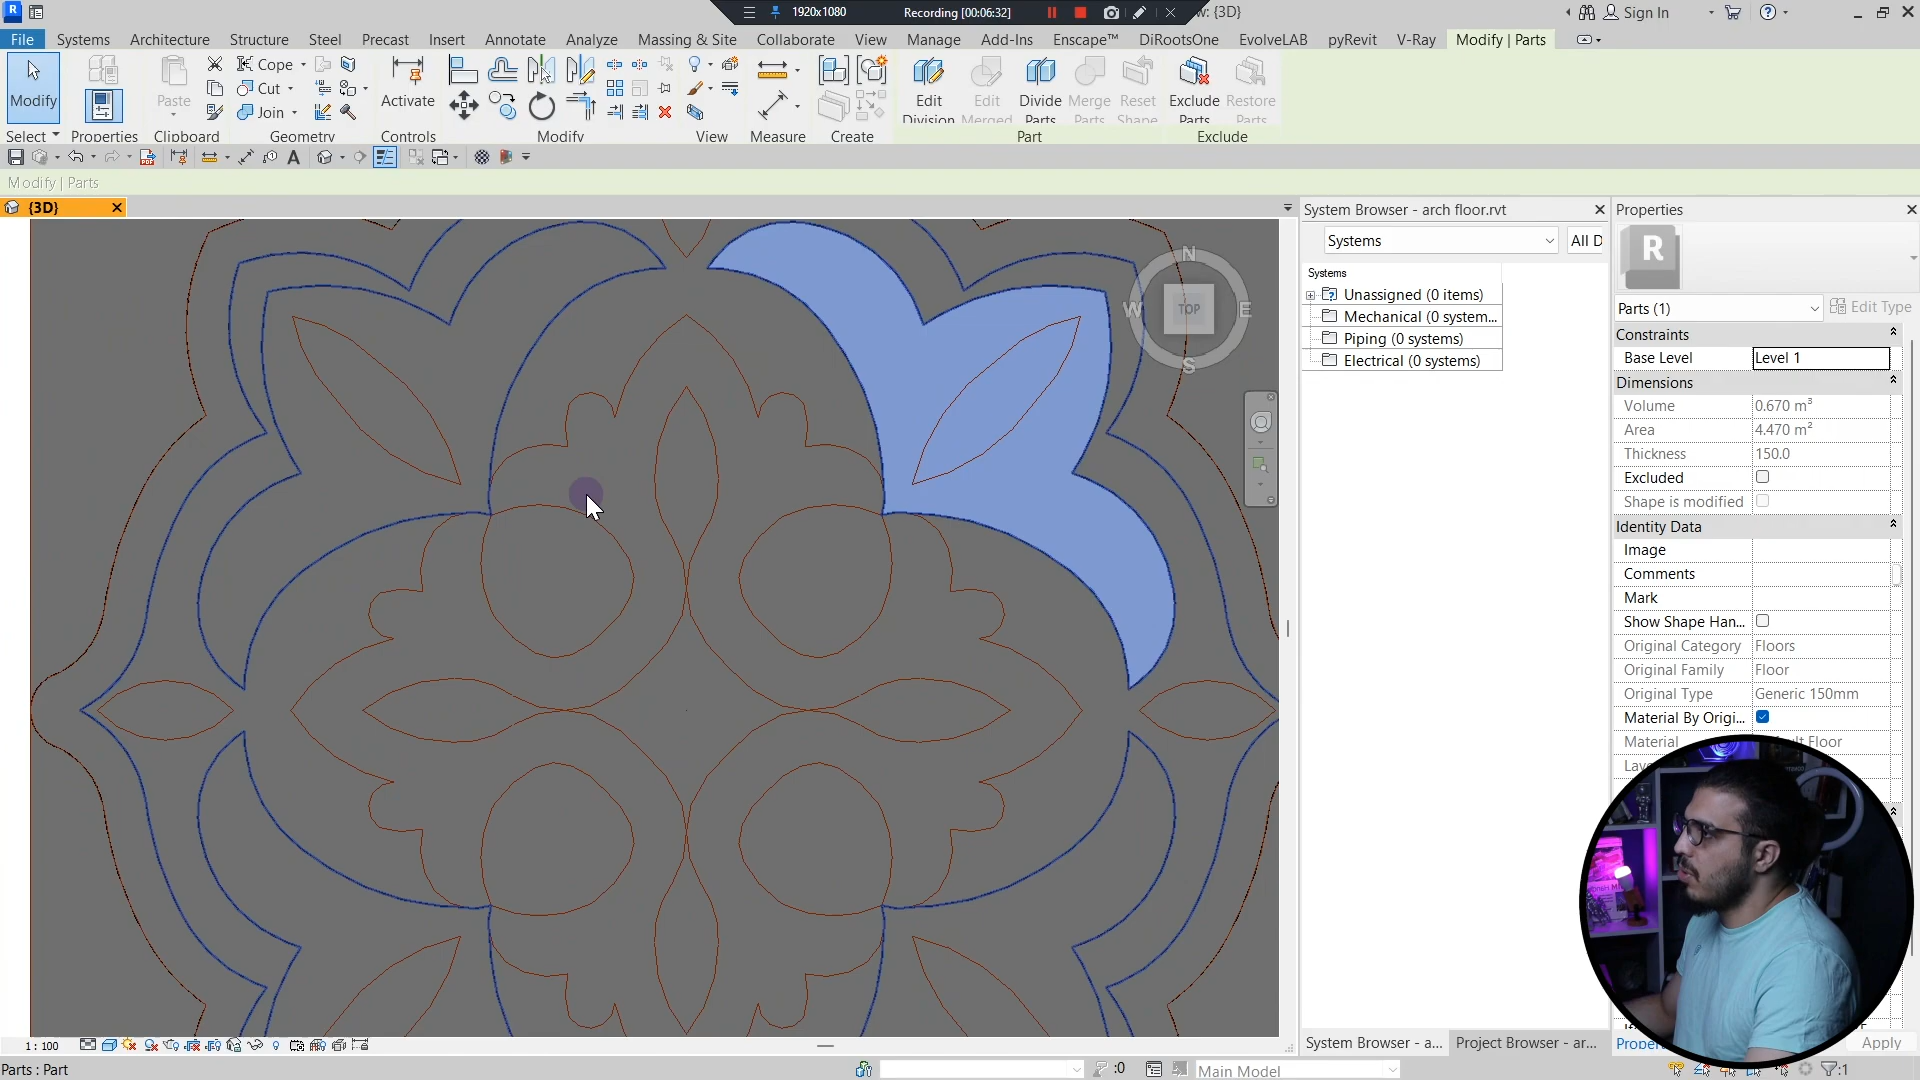 1920x1080 Recording [00:06:32] w: {3D} Sign In
File Systems Architecture Structure Steel Precast Insert Annotate Analyze Massing & Site Collaborate View Manage Add-Ins Enscape™ DiRootsOne EvolveLAB pyRevit V-Ray Modify | Parts
Modify Paste Cope Cut Join Activate
Edit Division Edit Merged Divide Parts Merge Parts Reset Shape Exclude Parts Restore Parts
Select Properties Clipboard Geometry Controls Modify View Measure Create Part Exclude
Modify | Parts
{3D}
System Browser - arch floor.rvt
Systems All D
Systems
Unassigned (0 items)
Mechanical (0 system...
Piping (0 systems)
Electrical (0 systems)
Properties
R
Parts (1) Edit Type
Constraints
Base Level Level 1
Dimensions
Volume 0.670 m³
Area 4.470 m²
Thickness 150.0
Excluded
Shape is modified
Identity Data
Image
Comments
Mark
Show Shape Han...
Original Category Floors
Original Family Floor
Original Type Generic 150mm
Material By Origi...
Material Floor
N
W TOP E
S
1 : 100
System Browser - a... Project Browser - ar... Apply
Parts : Part :0 Main Model :1